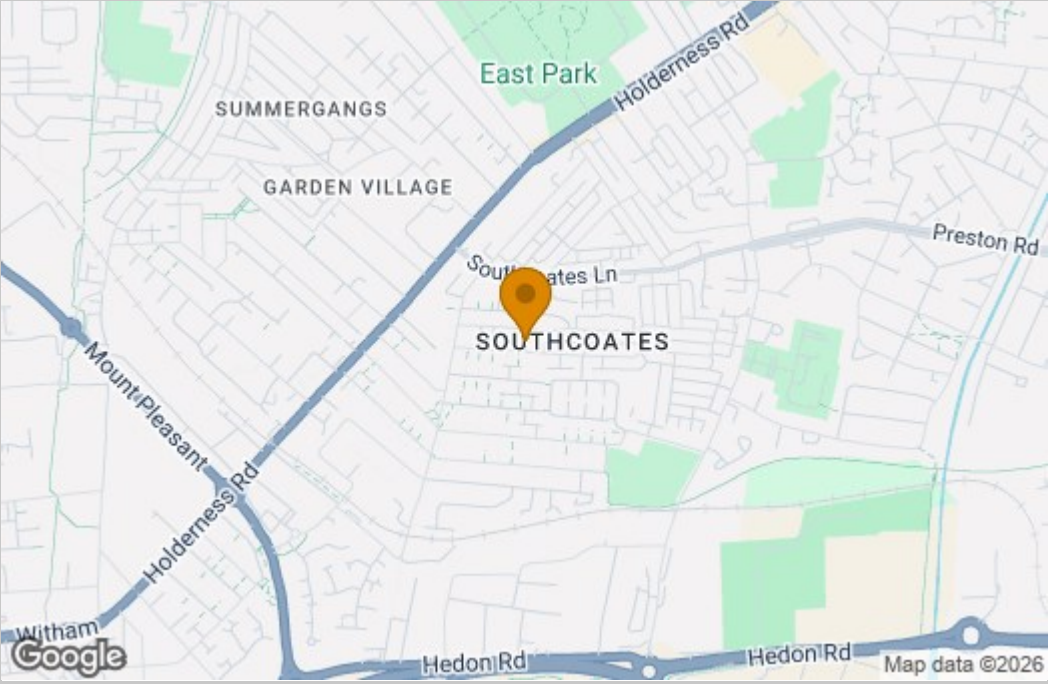 Holderness Rd
East Park
SUMMERGANGS
GARDEN VILLAGE
Preston Rd
Southcoates Ln
SOUTHCOATES
Mount Pleasant
Holderness Rd
Witham
Google
Hedon Rd
Hedon Rd
Map data ©2026